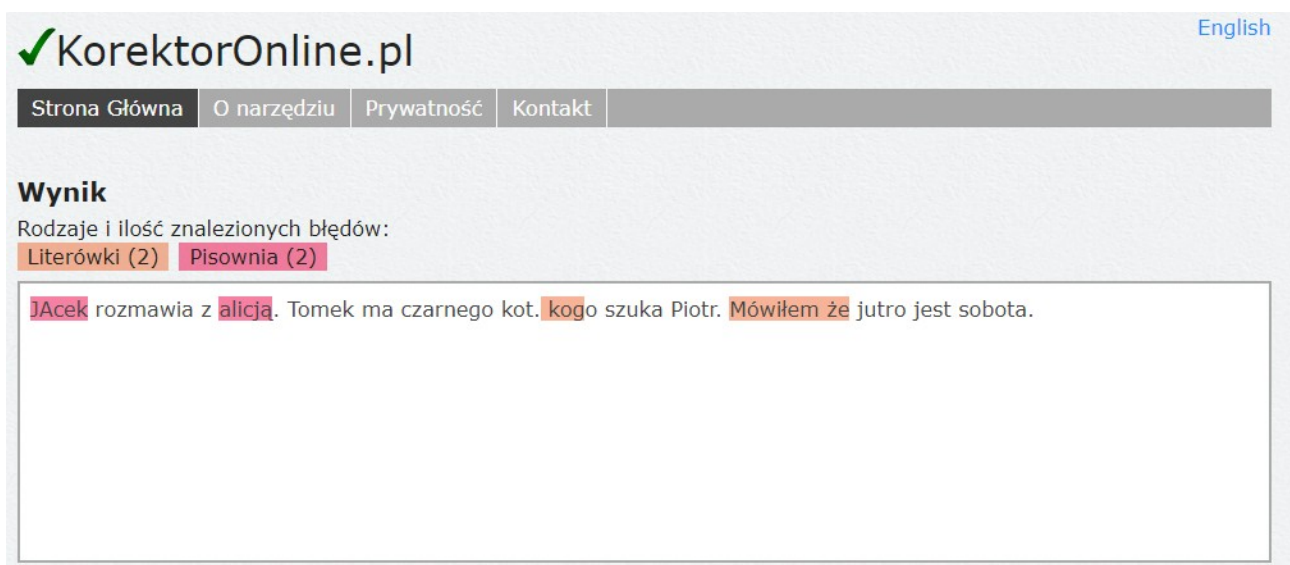 English
✓KorektorOnline.pl
Strona Główna O narzędziu Prywatność Kontakt
Wynik
Rodzaje i ilość znalezionych błędów:
Literówki (2) Pisownia (2)
JAcek rozmawia z alicją. Tomek ma czarnego kot. kogo szuka Piotr. Mówiłem że jutro jest sobota.